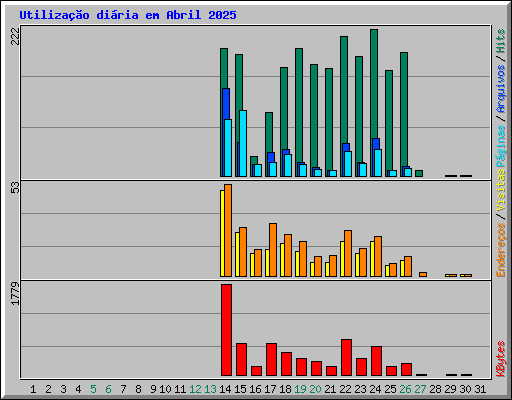 Utilização diária em Abril 2025
222
53
1779
Endereços / Visitas Páginas / Arquivos / Hits
KBytes
1 2 3 4 5 6 7 8 9 10 11 12 13 14 15 16 17 18 19 20 21 22 23 24 25 26 27 28 29 30 31